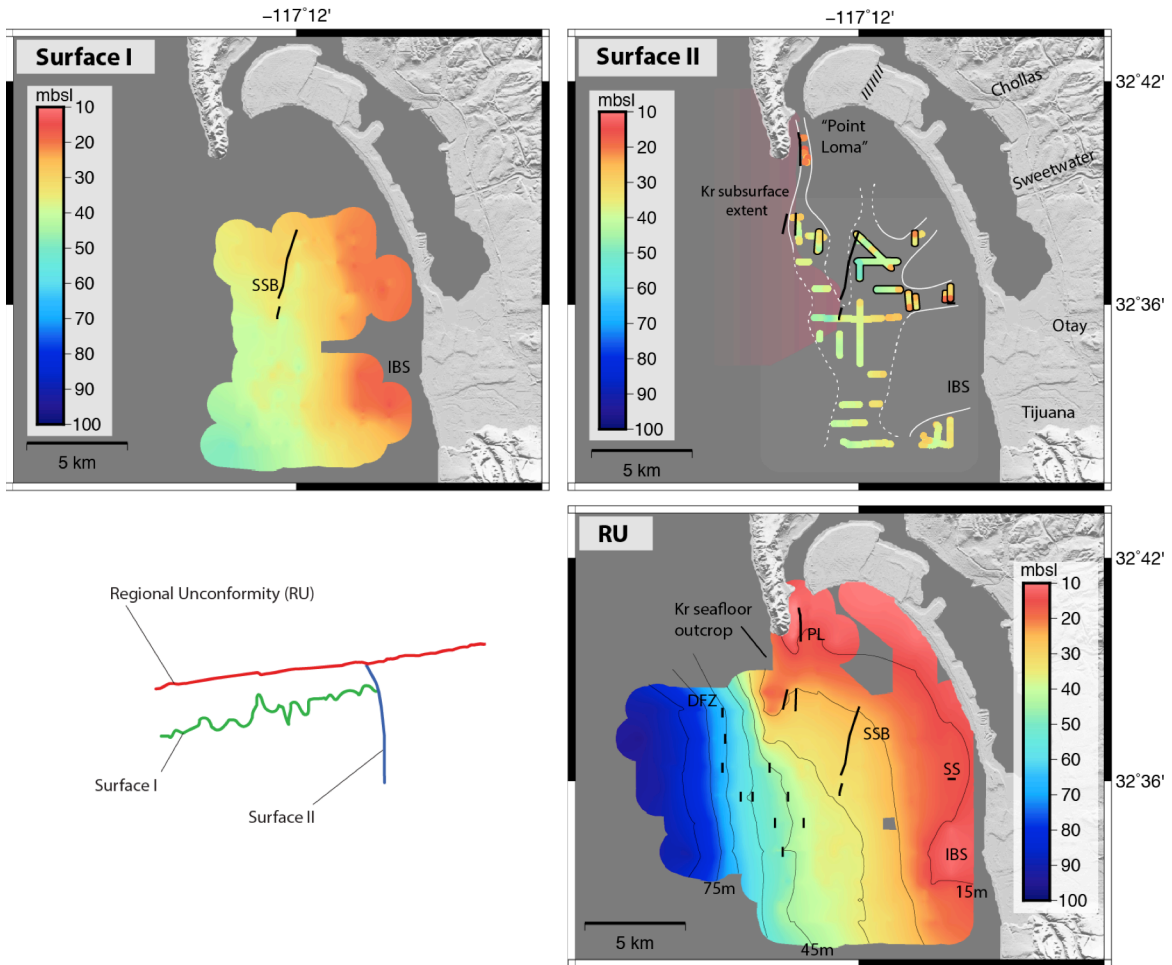 −117°12'
−117°12'
Surface I
mbsl
10
20
30
40
50
60
70
80
90
100
5 km
SSB
IBS
Surface II
mbsl
10
20
30
40
50
60
70
80
90
100
5 km
"Point
Loma"
Kr subsurface
extent
Chollas
Sweetwater
Otay
IBS
Tijuana
32°42'
32°36'
Regional Unconformity (RU)
Surface I
Surface II
RU
Kr seafloor
outcrop
PL
DFZ
SSB
SS
IBS
75m
45m
15m
5 km
mbsl
10
20
30
40
50
60
70
80
90
100
32°42'
32°36'